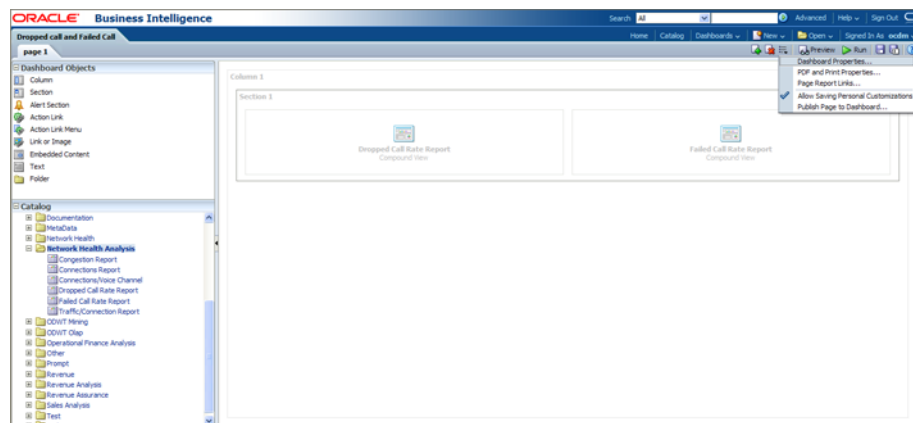 ORACLE Business Intelligence
Search All Advanced Help Sign Out
Dropped call and Failed Call
Home Catalog Dashboards New Open Signed In As ocdm
page 1
Preview Run
Dashboard Objects
Column
Section
Alert Section
Action Link
Action Link Menu
Link or Image
Embedded Content
Text
Folder
Catalog
Documentation
MetaData
Network Health
Network Health Analysis
Congestion Report
Connections Report
Connections/Voice Channel
Dropped Call Rate Report
Failed Call Rate Report
Traffic/Connection Report
ODWT Mining
ODWT Olap
Operational Finance Analysis
Other
Prompt
Revenue
Revenue Analysis
Revenue Assurance
Sales Analysis
Test
Column 1
Section 1
Dropped Call Rate Report
Compound View
Failed Call Rate Report
Compound View
Dashboard Properties...
PDF and Print Properties...
Page Report Links...
Allow Saving Personal Customizations
Publish Page to Dashboard...